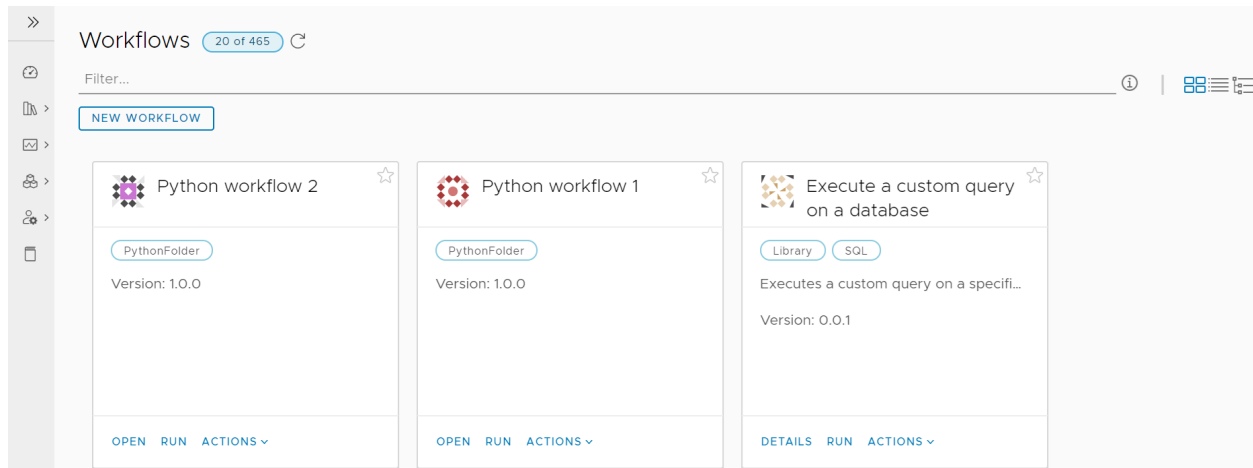 Workflows 20 of 465
Filter...
NEW WORKFLOW
Python workflow 2
PythonFolder
Version: 1.0.0
OPEN RUN ACTIONS
Python workflow 1
PythonFolder
Version: 1.0.0
OPEN RUN ACTIONS
Execute a custom query
on a database
Library SQL
Executes a custom query on a specifi...
Version: 0.0.1
DETAILS RUN ACTIONS